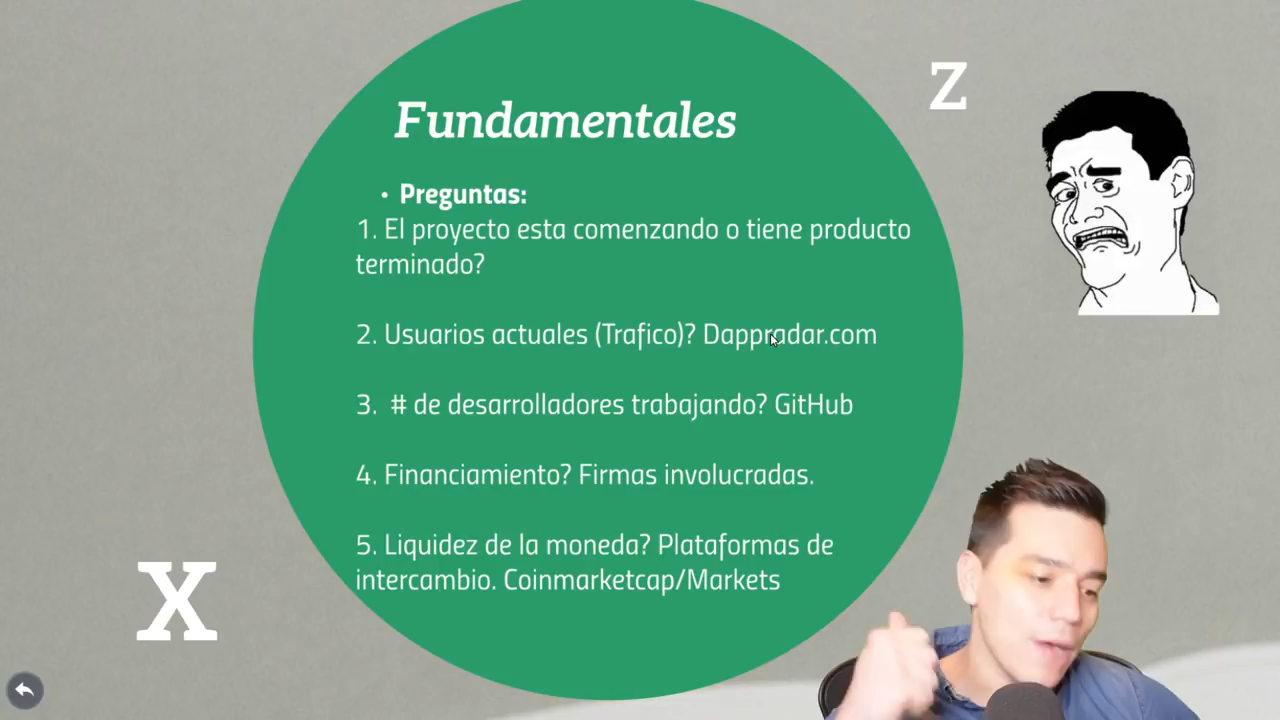 Z
Fundamentales
• Preguntas:
1. El proyecto esta comenzando o tiene producto
terminado?
2. Usuarios actuales (Trafico)? Dappradar.com
3. # de desarrolladores trabajando? GitHub
4. Financiamiento? Firmas involucradas.
5. Liquidez de la moneda? Plataformas de
intercambio. Coinmarketcap/Markets
X